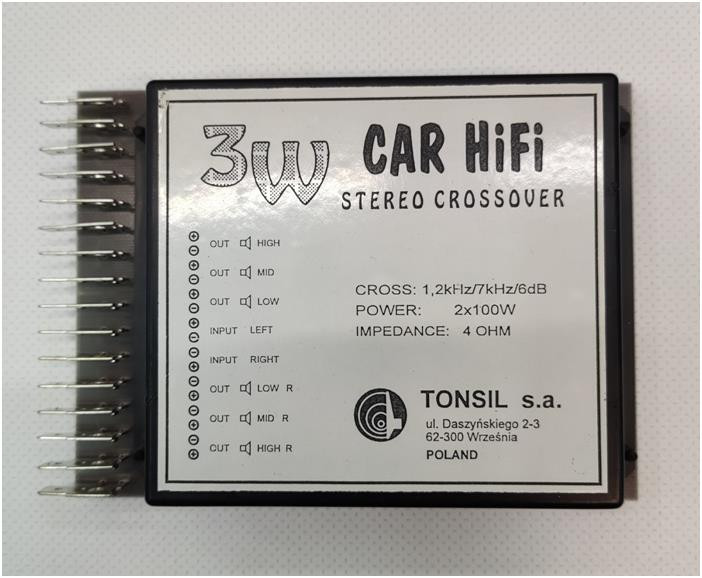 3W
CAR HiFi
STEREO CROSSOVER
+
- OUT HIGH
+
- OUT MID
+
- OUT LOW
+
- INPUT LEFT
-
+ INPUT RIGHT
-
+ OUT LOW R
-
+ OUT MID R
-
+ OUT HIGH R
CROSS: 1,2kHz/7kHz/6dB
POWER: 2x100W
IMPEDANCE: 4 OHM
TONSIL s.a.
ul. Daszyńskiego 2-3
62-300 Września
POLAND